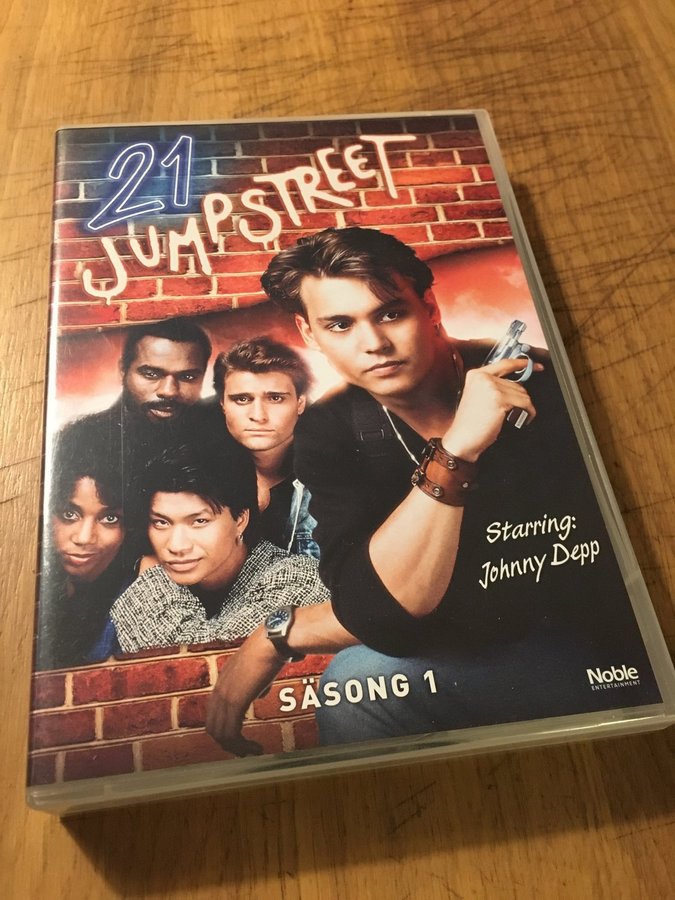 21
JUMPSTREET
Starring:
Johnny Depp
SÄSONG 1
Noble
ENTERTAINMENT